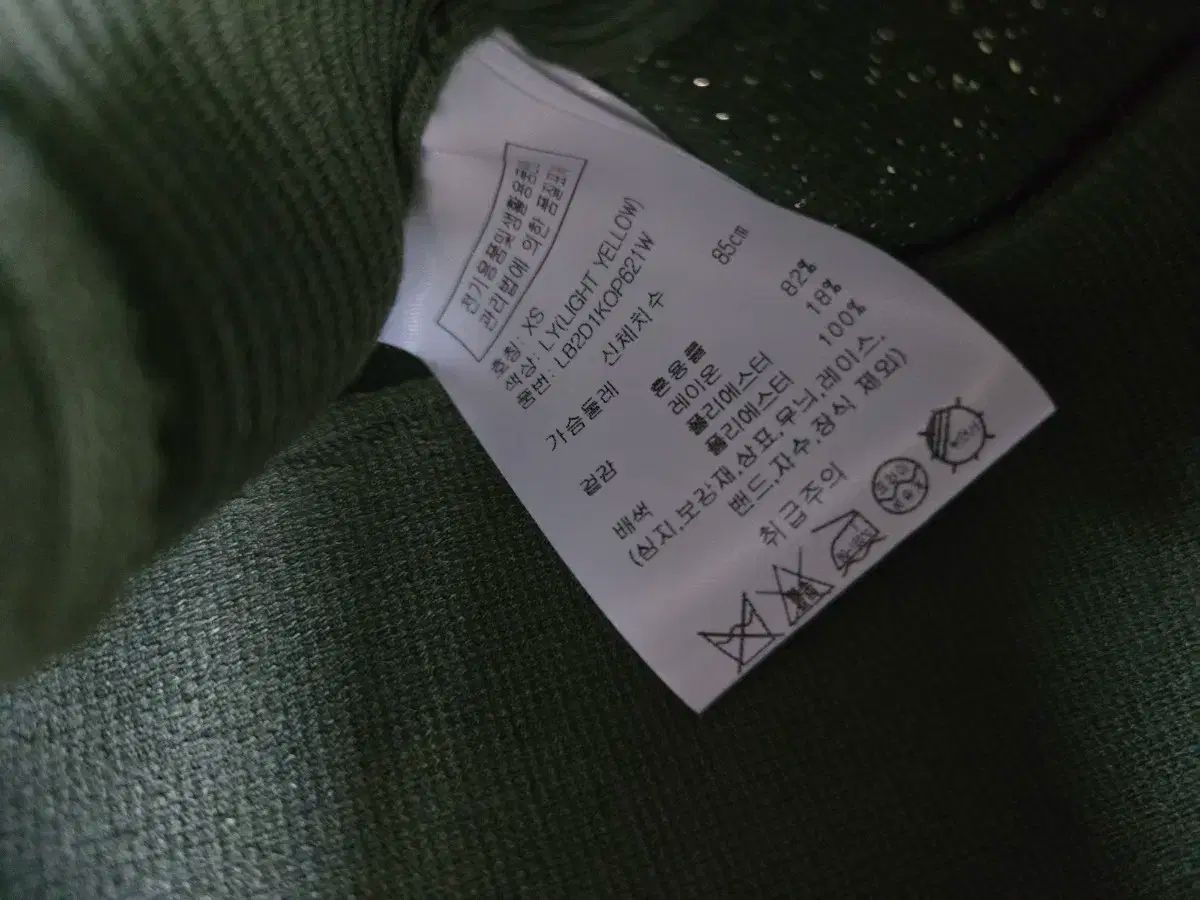 전기용품및생활용품안전
관리법에 의한 품질표시
호칭: XS
색상: LY(LIGHT YELLOW)
품번: LB2D1KOP621W
신체치수
가슴둘레 85cm
혼용률
겉감 레이온 82%
폴리에스터 18%
배색 폴리에스터 100%
(심지,보강재,상표,무늬,레이스,
밴드,자수,장식 제외)
취급주의